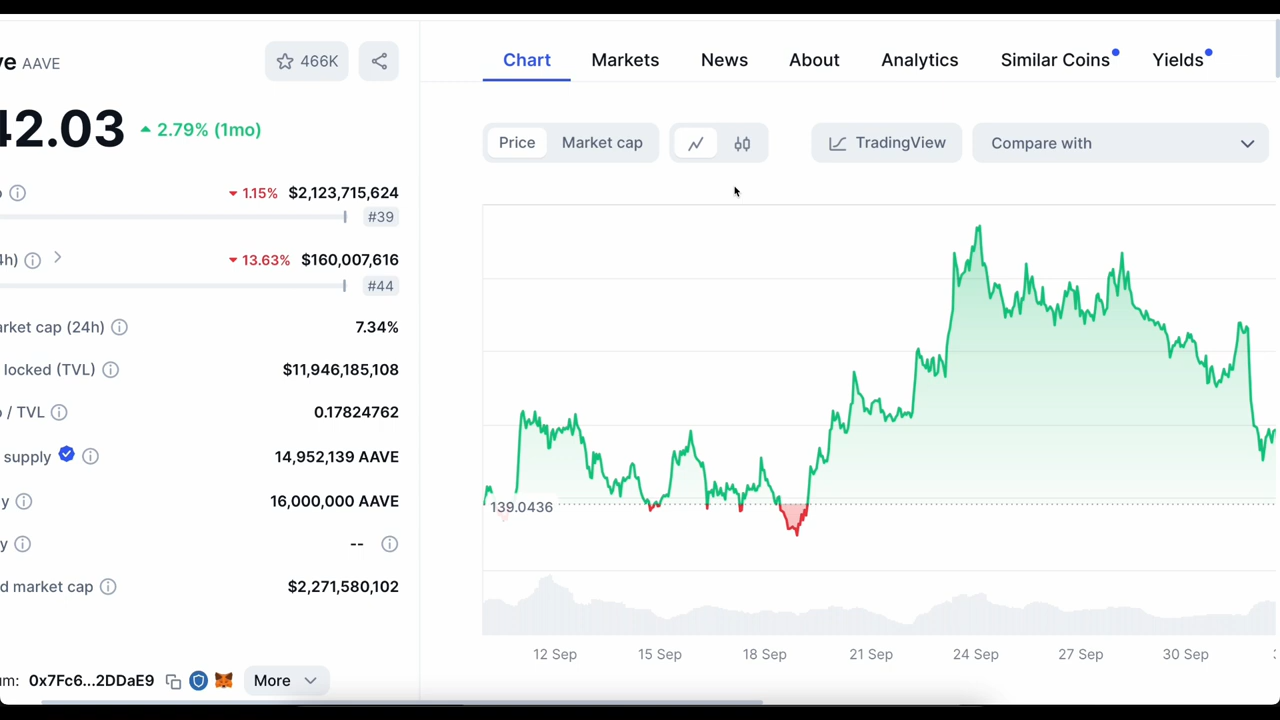 ve AAVE
466K
42.03
2.79% (1mo)
1.15% $2,123,715,624
#39
4h)
13.63% $160,007,616
#44
arket cap (24h) 7.34%
locked (TVL) $11,946,185,108
/ TVL 0.17824762
supply 14,952,139 AAVE
y 16,000,000 AAVE
y --
d market cap $2,271,580,102
um: 0x7Fc6...2DDaE9 More
Chart Markets News About Analytics Similar Coins Yields
Price Market cap TradingView Compare with
139.0436
12 Sep 15 Sep 18 Sep 21 Sep 24 Sep 27 Sep 30 Sep